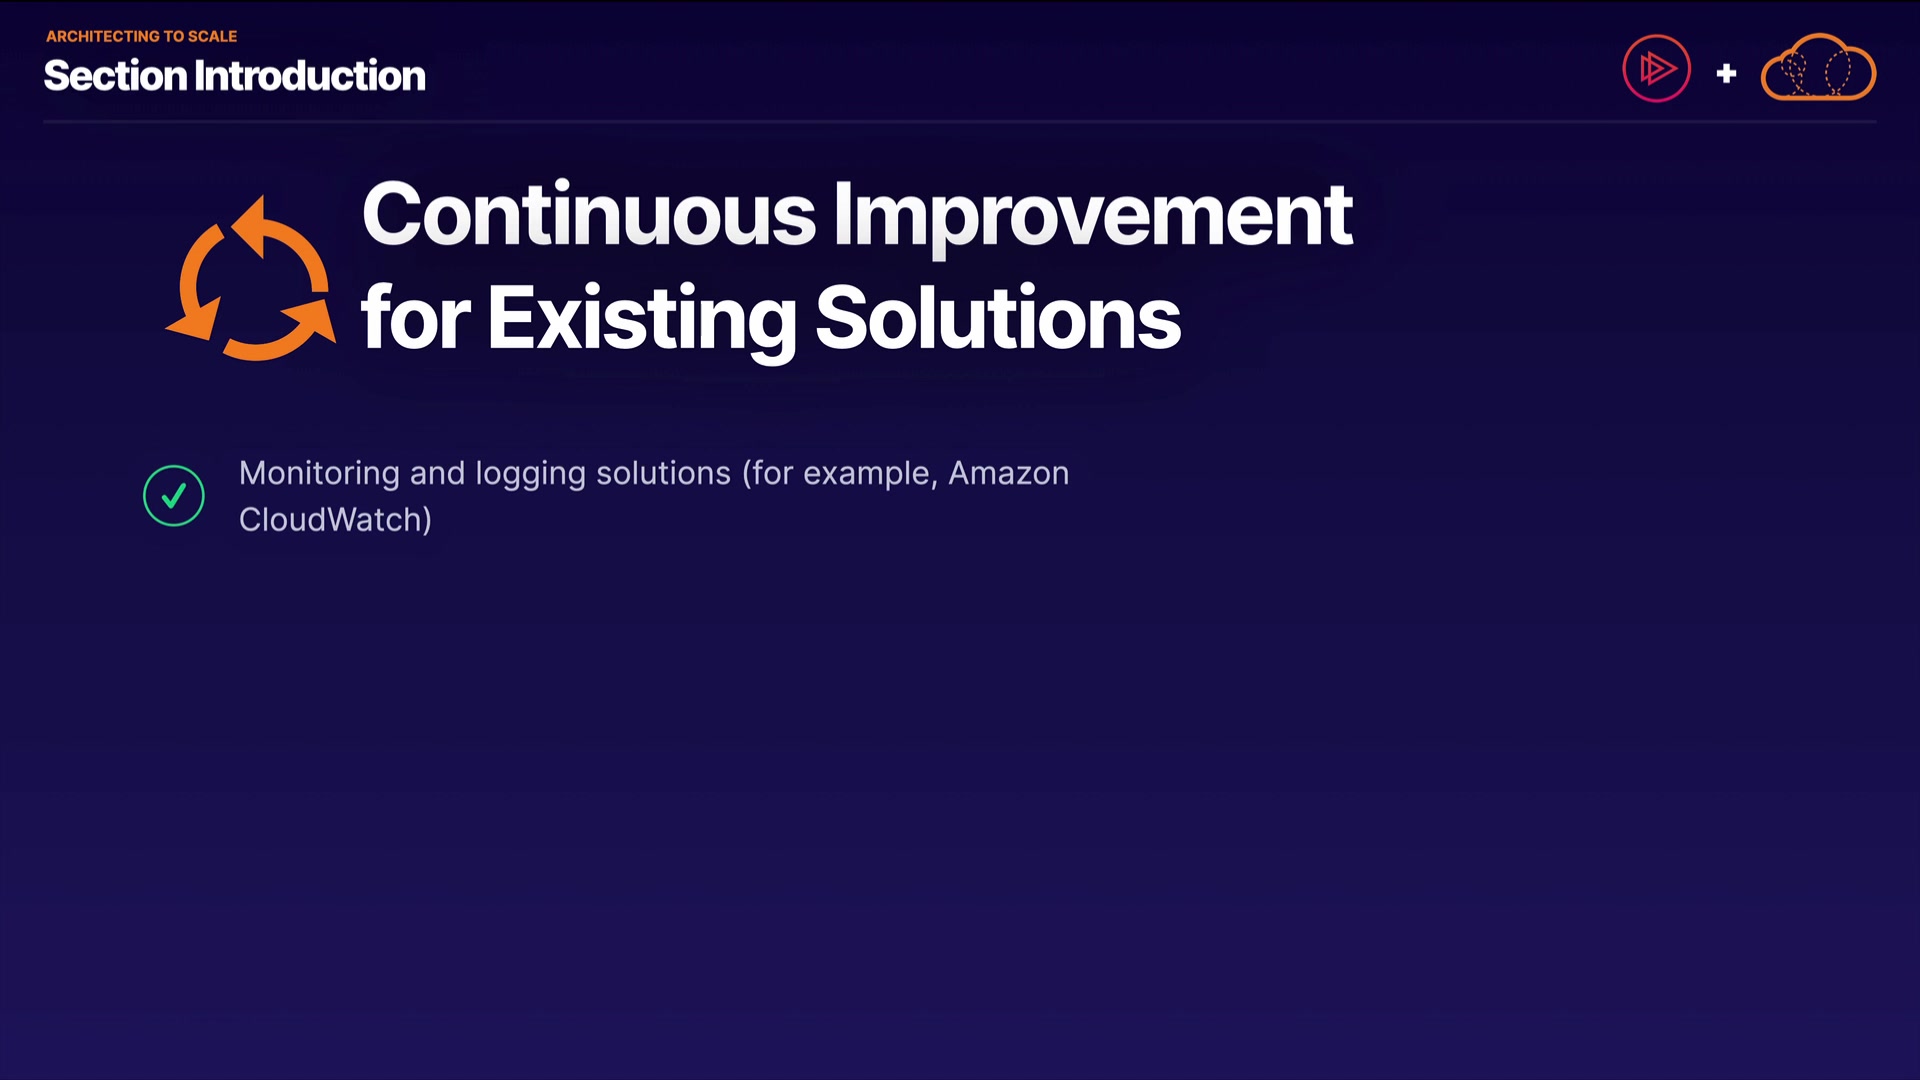 ARCHITECTING TO SCALE
Section Introduction
Continuous Improvement
for Existing Solutions
Monitoring and logging solutions (for example, Amazon
CloudWatch)